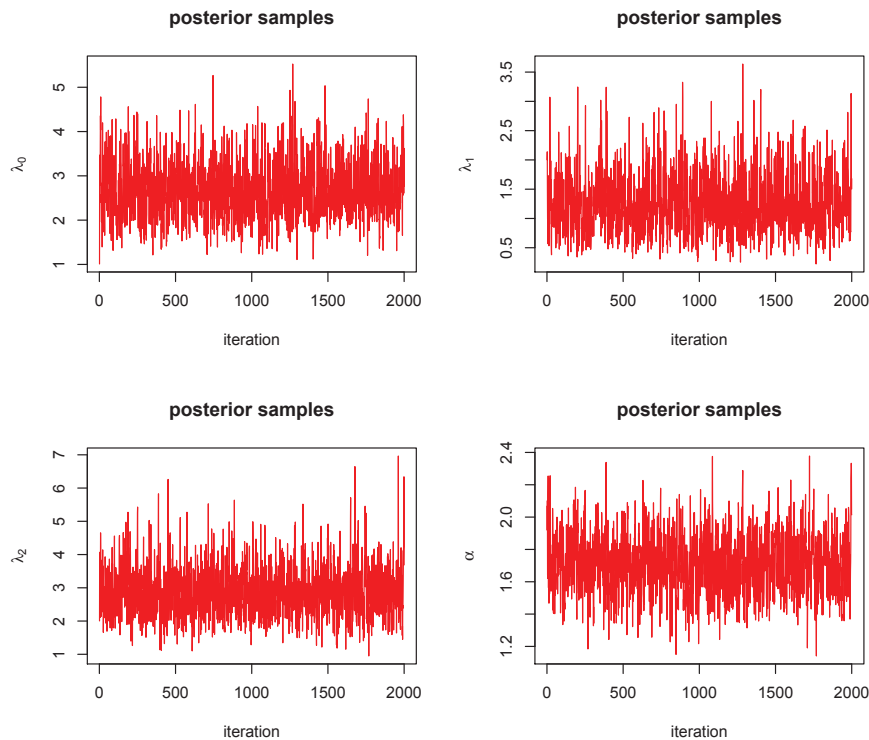 posterior samples
5
4
3
2
1
λ0
0 500 1000 1500 2000
iteration
posterior samples
3.5
2.5
1.5
0.5
λ1
0 500 1000 1500 2000
iteration
posterior samples
7
6
5
4
3
2
1
λ2
0 500 1000 1500 2000
iteration
posterior samples
2.4
2.0
1.6
1.2
α
0 500 1000 1500 2000
iteration